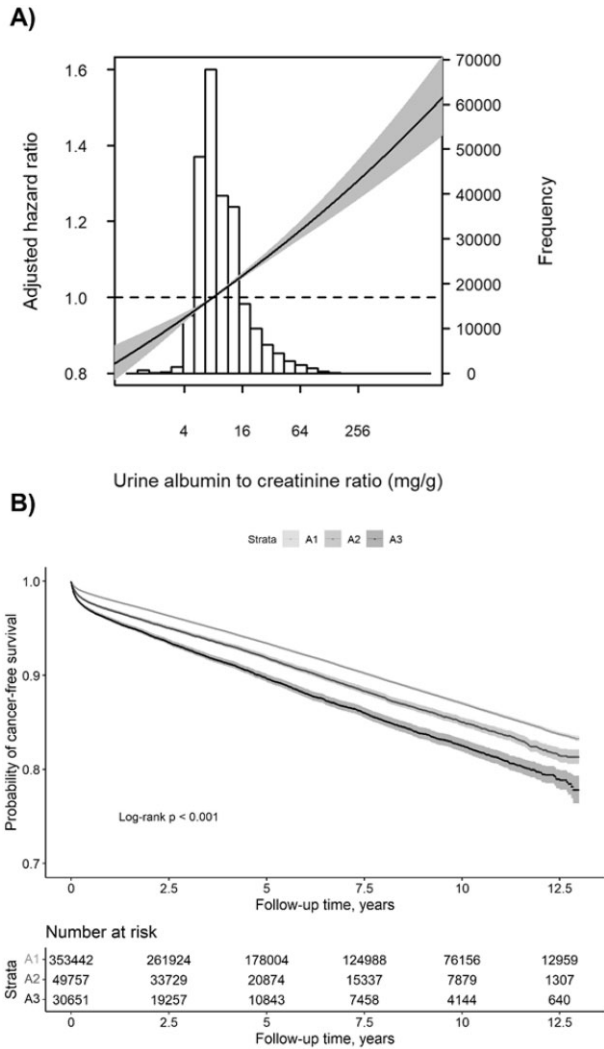 A)
1.6
1.4
1.2
1.0
0.8
Adjusted hazard ratio
70000
60000
50000
40000
30000
20000
10000
0
Frequency
4 16 64 256
Urine albumin to creatinine ratio (mg/g)
B)
Strata A1 A2 A3
1.0
0.9
0.8
0.7
Probability of cancer-free survival
Log-rank p < 0.001
0 2.5 5 7.5 10 12.5
Follow-up time, years
Number at risk
Strata
A1 353442 261924 178004 124988 76156 12959
A2 49757 33729 20874 15337 7879 1307
A3 30651 19257 10843 7458 4144 640
0 2.5 5 7.5 10 12.5
Follow-up time, years